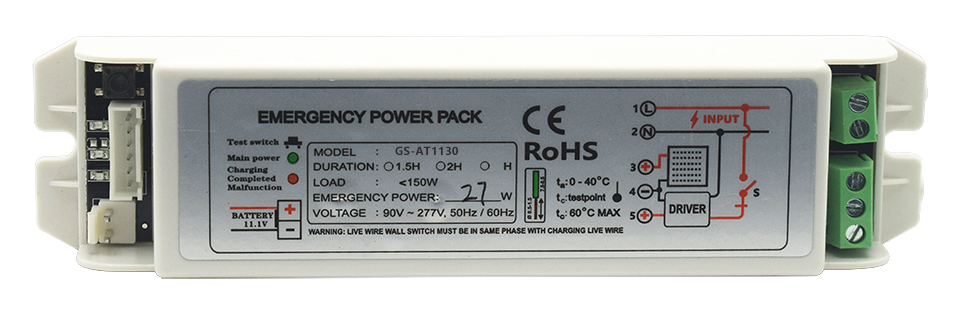 EMERGENCY POWER PACK
Test switch
Main power
Charging
Completed
Malfunction
BATTERY
11.1V
+
−
MODEL : GS-AT1130
DURATION: ○1.5H ○2H ○ H
LOAD : <150W
EMERGENCY POWER: 27 W
VOLTAGE : 90V ~ 277V, 50Hz / 60Hz
WARNING: LIVE WIRE WALL SWITCH MUST BE IN SAME PHASE WITH CHARGING LIVE WIRE
CE
RoHS
ta:0 - 40°C
tc:testpoint
tc:60°C MAX
1 L
INPUT
2 N
3 +
4 −
5 +
DRIVER
S